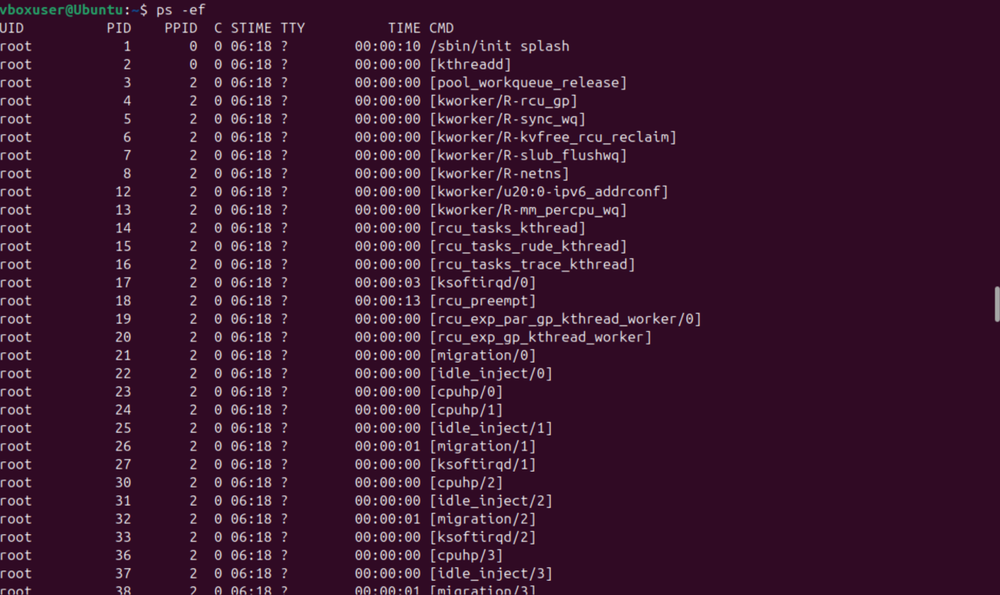 vboxuser@Ubuntu:~$ ps -ef
UID          PID    PPID  C STIME TTY          TIME CMD
root           1       0  0 06:18 ?        00:00:10 /sbin/init splash
root           2       0  0 06:18 ?        00:00:00 [kthreadd]
root           3       2  0 06:18 ?        00:00:00 [pool_workqueue_release]
root           4       2  0 06:18 ?        00:00:00 [kworker/R-rcu_gp]
root           5       2  0 06:18 ?        00:00:00 [kworker/R-sync_wq]
root           6       2  0 06:18 ?        00:00:00 [kworker/R-kvfree_rcu_reclaim]
root           7       2  0 06:18 ?        00:00:00 [kworker/R-slub_flushwq]
root           8       2  0 06:18 ?        00:00:00 [kworker/R-netns]
root          12       2  0 06:18 ?        00:00:00 [kworker/u20:0-ipv6_addrconf]
root          13       2  0 06:18 ?        00:00:00 [kworker/R-mm_percpu_wq]
root          14       2  0 06:18 ?        00:00:00 [rcu_tasks_kthread]
root          15       2  0 06:18 ?        00:00:00 [rcu_tasks_rude_kthread]
root          16       2  0 06:18 ?        00:00:00 [rcu_tasks_trace_kthread]
root          17       2  0 06:18 ?        00:00:03 [ksoftirqd/0]
root          18       2  0 06:18 ?        00:00:13 [rcu_preempt]
root          19       2  0 06:18 ?        00:00:00 [rcu_exp_par_gp_kthread_worker/0]
root          20       2  0 06:18 ?        00:00:00 [rcu_exp_gp_kthread_worker]
root          21       2  0 06:18 ?        00:00:00 [migration/0]
root          22       2  0 06:18 ?        00:00:00 [idle_inject/0]
root          23       2  0 06:18 ?        00:00:00 [cpuhp/0]
root          24       2  0 06:18 ?        00:00:00 [cpuhp/1]
root          25       2  0 06:18 ?        00:00:00 [idle_inject/1]
root          26       2  0 06:18 ?        00:00:01 [migration/1]
root          27       2  0 06:18 ?        00:00:00 [ksoftirqd/1]
root          30       2  0 06:18 ?        00:00:00 [cpuhp/2]
root          31       2  0 06:18 ?        00:00:00 [idle_inject/2]
root          32       2  0 06:18 ?        00:00:01 [migration/2]
root          33       2  0 06:18 ?        00:00:00 [ksoftirqd/2]
root          36       2  0 06:18 ?        00:00:00 [cpuhp/3]
root          37       2  0 06:18 ?        00:00:00 [idle_inject/3]
root          38       2  0 06:18 ?        00:00:01 [migration/3]